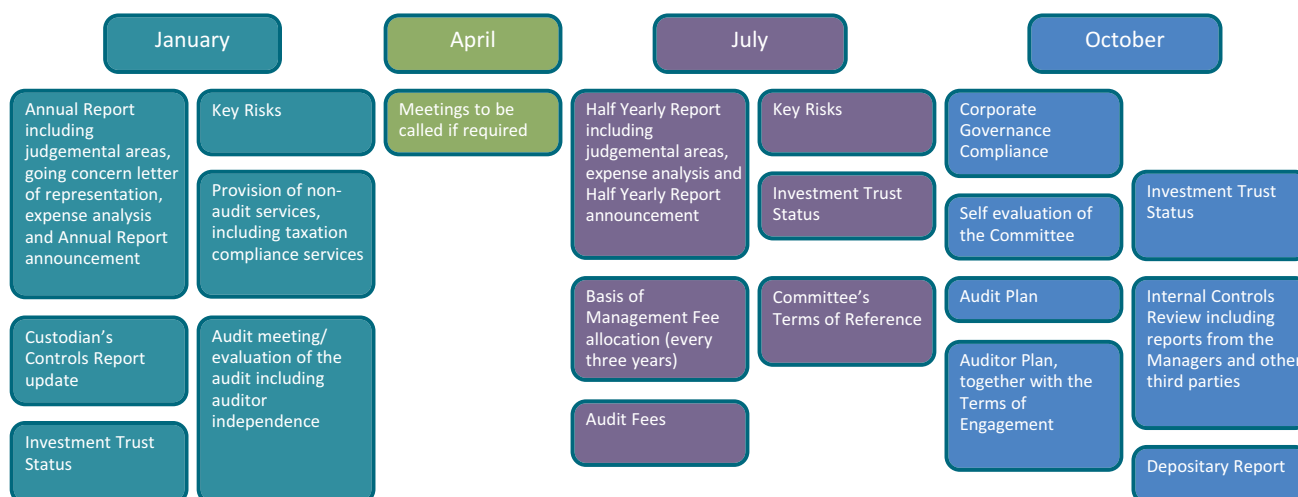 January
April
July
October
Annual Report
including
judgemental areas,
going concern letter
of representation,
expense analysis
and Annual Report
announcement
Custodian's
Controls Report
update
Investment Trust
Status
Key Risks
Provision of non-
audit services,
including taxation
compliance services
Audit meeting/
evaluation of the
audit including
auditor
independence
Meetings to be
called if required
Half Yearly Report
including
judgemental areas,
expense analysis and
Half Yearly Report
announcement
Basis of
Management Fee
allocation (every
three years)
Audit Fees
Key Risks
Investment Trust
Status
Committee's
Terms of Reference
Corporate
Governance
Compliance
Self evaluation of
the Committee
Audit Plan
Auditor Plan,
together with the
Terms of
Engagement
Investment Trust
Status
Internal Controls
Review including
reports from the
Managers and other
third parties
Depositary Report